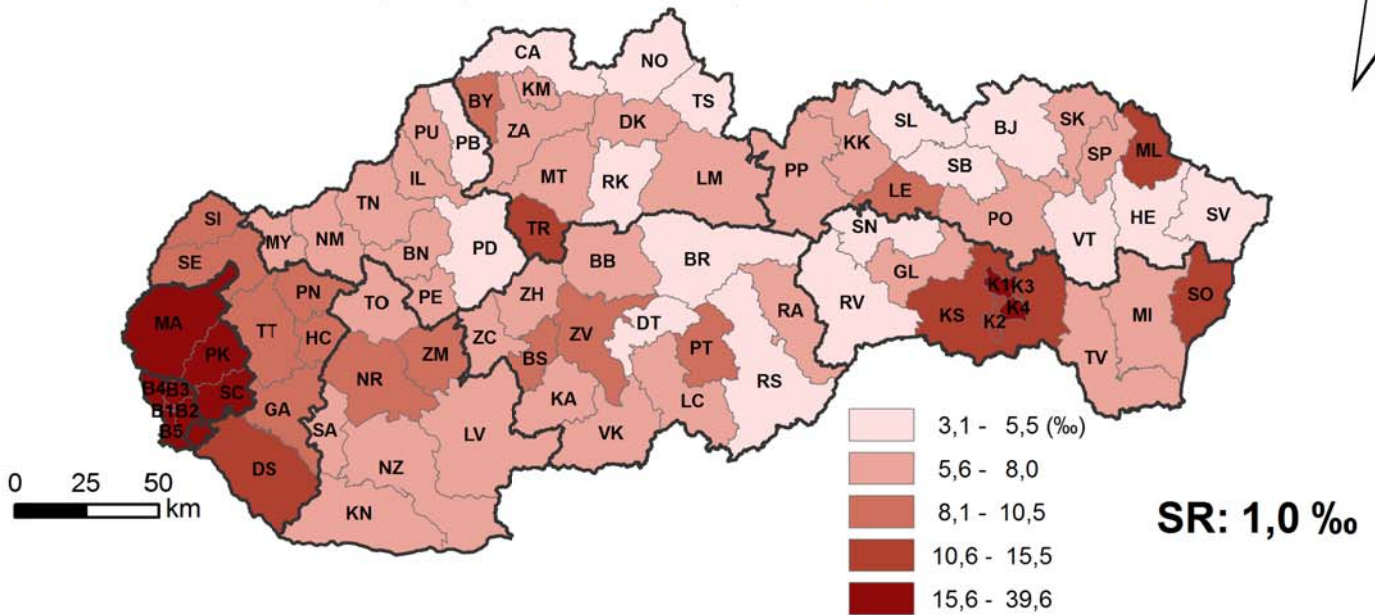 CA
NO
TS
BY
KM
PU
PB
ZA
DK
IL
MT
RK
LM
PP
KK
SL
SB
BJ
SK
SP
ML
LE
PO
HE
SV
VT
TN
MY
NM
BN
PD
TR
SI
SE
PN
TO
PE
BB
BR
SN
GL
RV
KS
K1K3
K4
K2
SO
MI
TV
MA
PK
TT
HC
ZH
ZC
ZV
DT
RA
PT
BS
B4B3
SC
B1B2
B5
GA
NR
ZM
SA
LV
KA
VK
LC
RS
DS
NZ
KN
0 25 50
km
3,1 - 5,5 (‰)
5,6 - 8,0
8,1 - 10,5
10,6 - 15,5
15,6 - 39,6
SR: 1,0 ‰